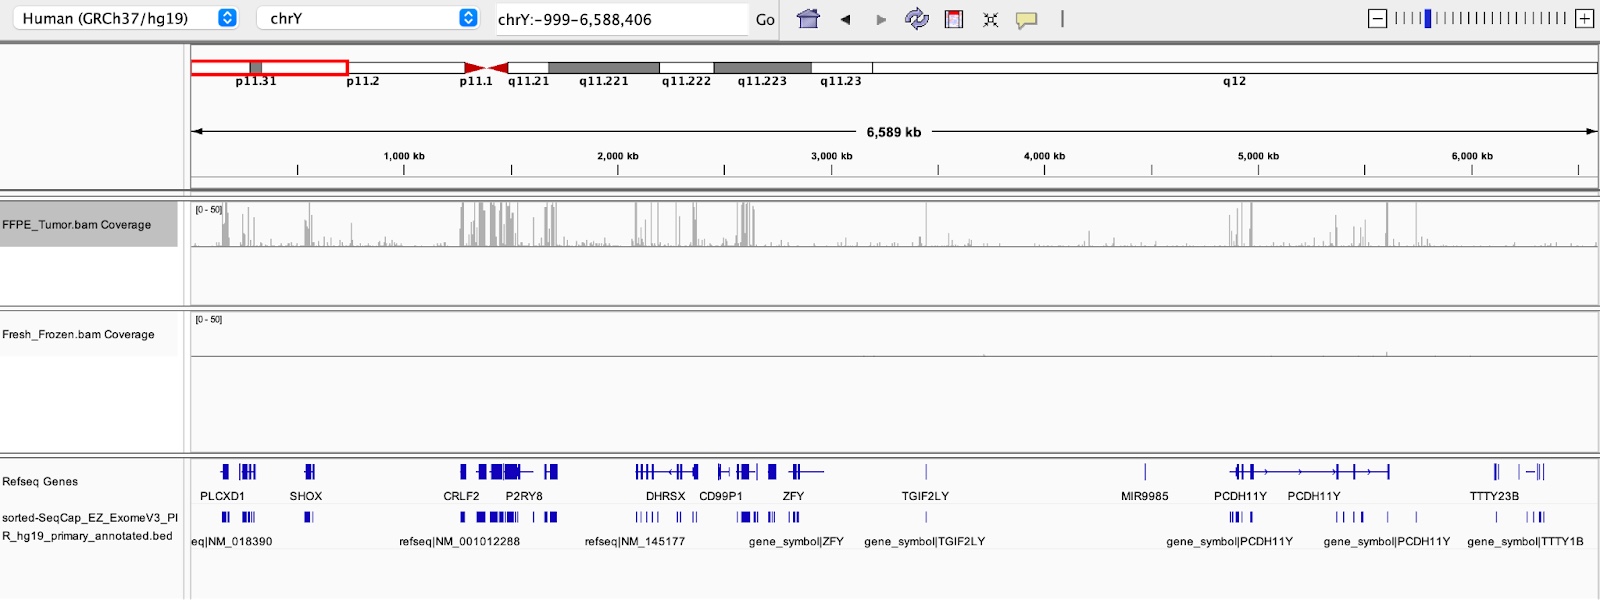 Human (GRCh37/hg19) chrY chrY:-999-6,588,406 Go
p11.31 p11.2 p11.1 q11.21 q11.221 q11.222 q11.223 q11.23 q12
6,589 kb
1,000 kb 2,000 kb 3,000 kb 4,000 kb 5,000 kb 6,000 kb
[0 - 50]
FFPE_Tumor.bam Coverage
[0 - 50]
Fresh_Frozen.bam Coverage
Refseq Genes
PLCXD1 SHOX CRLF2 P2RY8 DHRSX CD99P1 ZFY TGIF2LY MIR9985 PCDH11Y PCDH11Y TTTY23B
sorted-SeqCap_EZ_ExomeV3_PI
R_hg19_primary_annotated.bed
eq|NM_018390 refseq|NM_001012288 refseq|NM_145177 gene_symbol|ZFY gene_symbol|TGIF2LY gene_symbol|PCDH11Y gene_symbol|PCDH11Y gene_symbol|TTTY1B